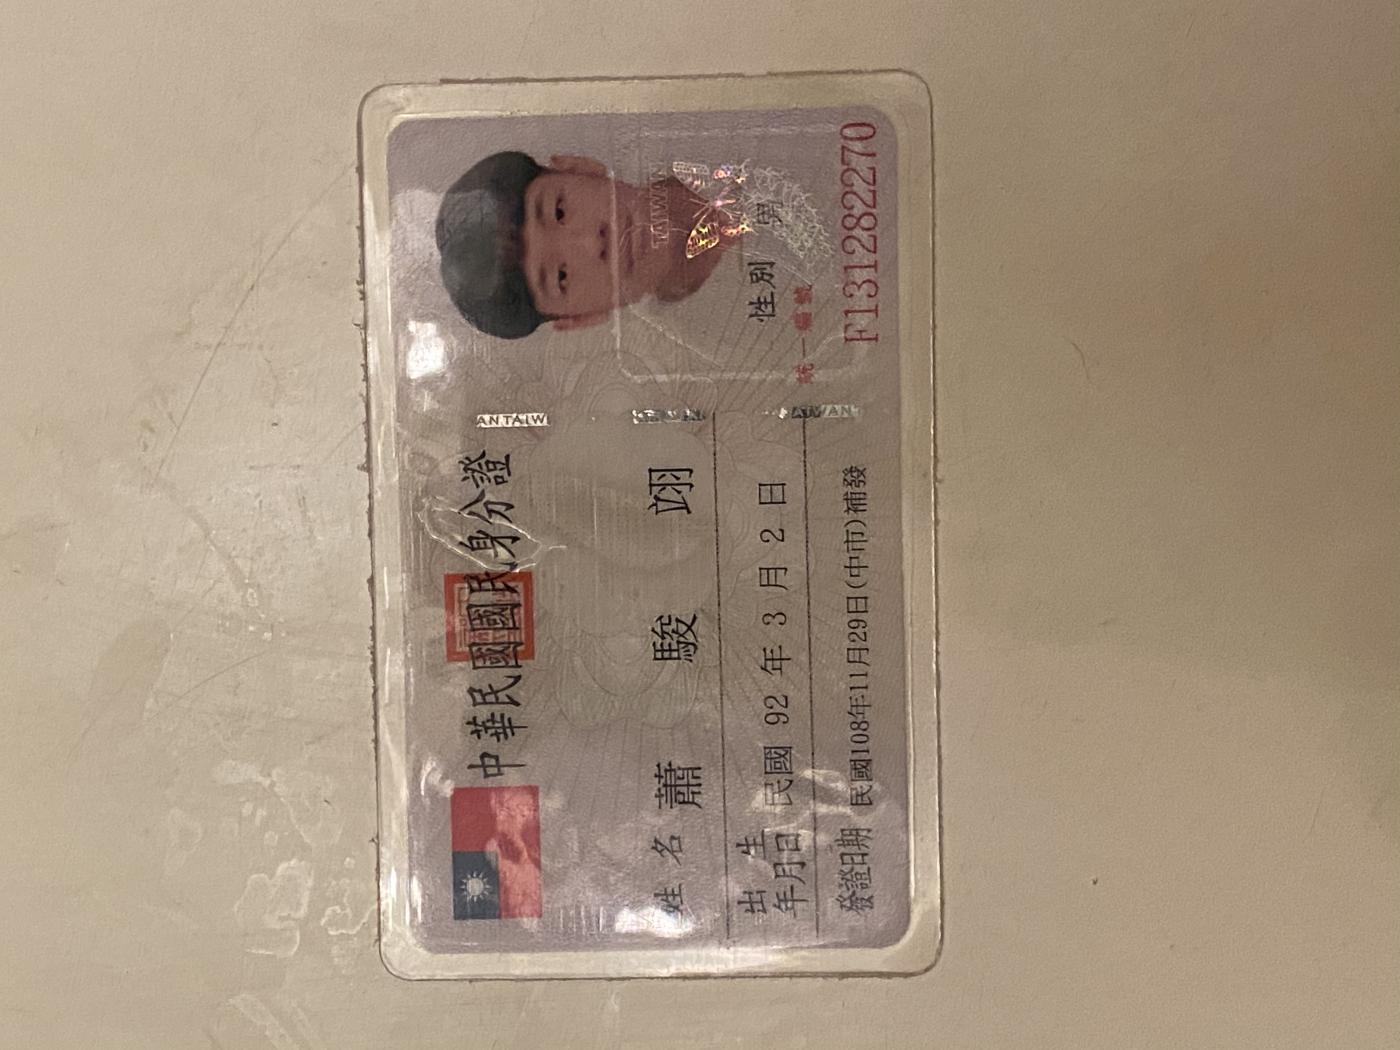 中華民國國民身分證
姓名 蕭駿翊
出生年月日 民國 92 年 3 月 2 日
性別 男
發證日期 民國108年11月29日(中市)補發
統一編號
F131282270
TAIWAN
ANTAIW